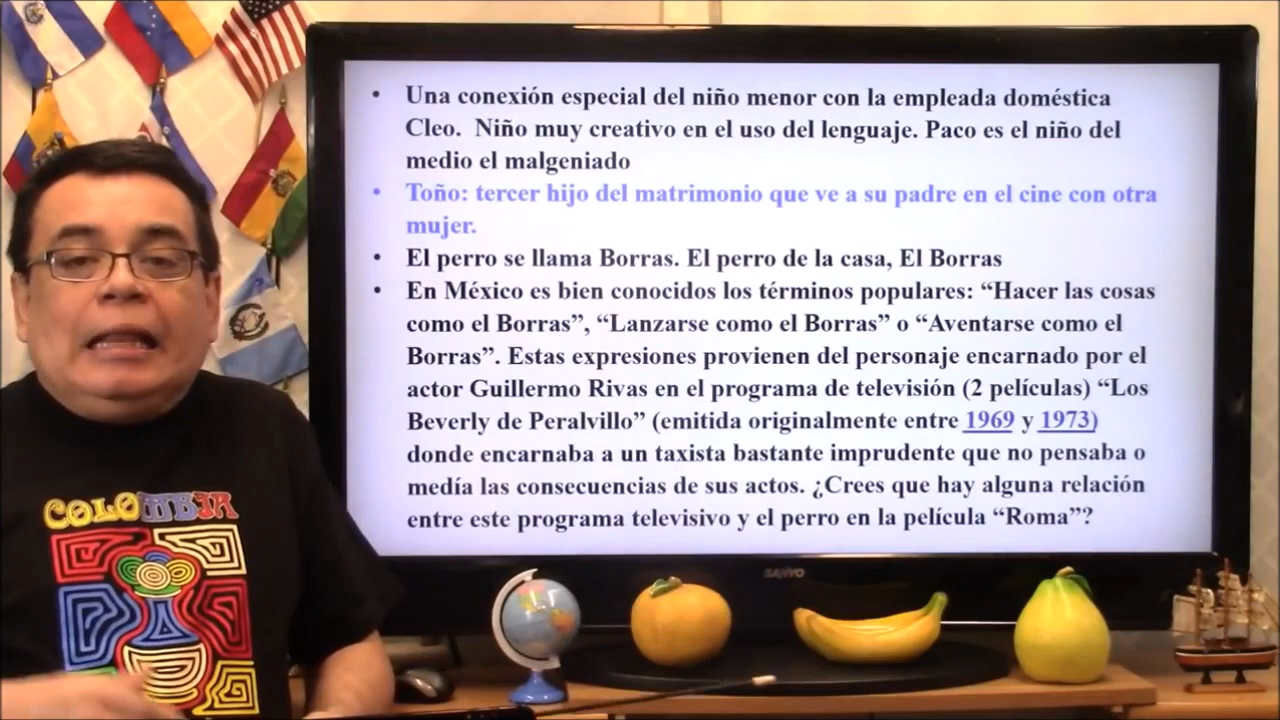 Una conexión especial del niño menor con la empleada doméstica
Cleo. Niño muy creativo en el uso del lenguaje. Paco es el niño del
medio el malgeniado
Toño: tercer hijo del matrimonio que ve a su padre en el cine con otra
mujer.
El perro se llama Borras. El perro de la casa, El Borras
En México es bien conocidos los términos populares: “Hacer las cosas
como el Borras”, “Lanzarse como el Borras” o “Aventarse como el
Borras”. Estas expresiones provienen del personaje encarnado por el
actor Guillermo Rivas en el programa de televisión (2 películas) “Los
Beverly de Peralvillo” (emitida originalmente entre 1969 y 1973)
donde encarnaba a un taxista bastante imprudente que no pensaba o
medía las consecuencias de sus actos. ¿Crees que hay alguna relación
entre este programa televisivo y el perro en la película “Roma”?
SANYO
COLOMBIA